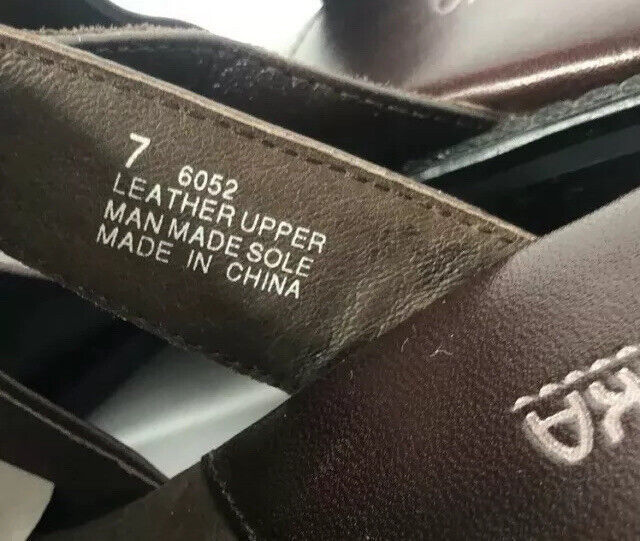 7 6052
LEATHER UPPER
MAN MADE SOLE
MADE IN CHINA